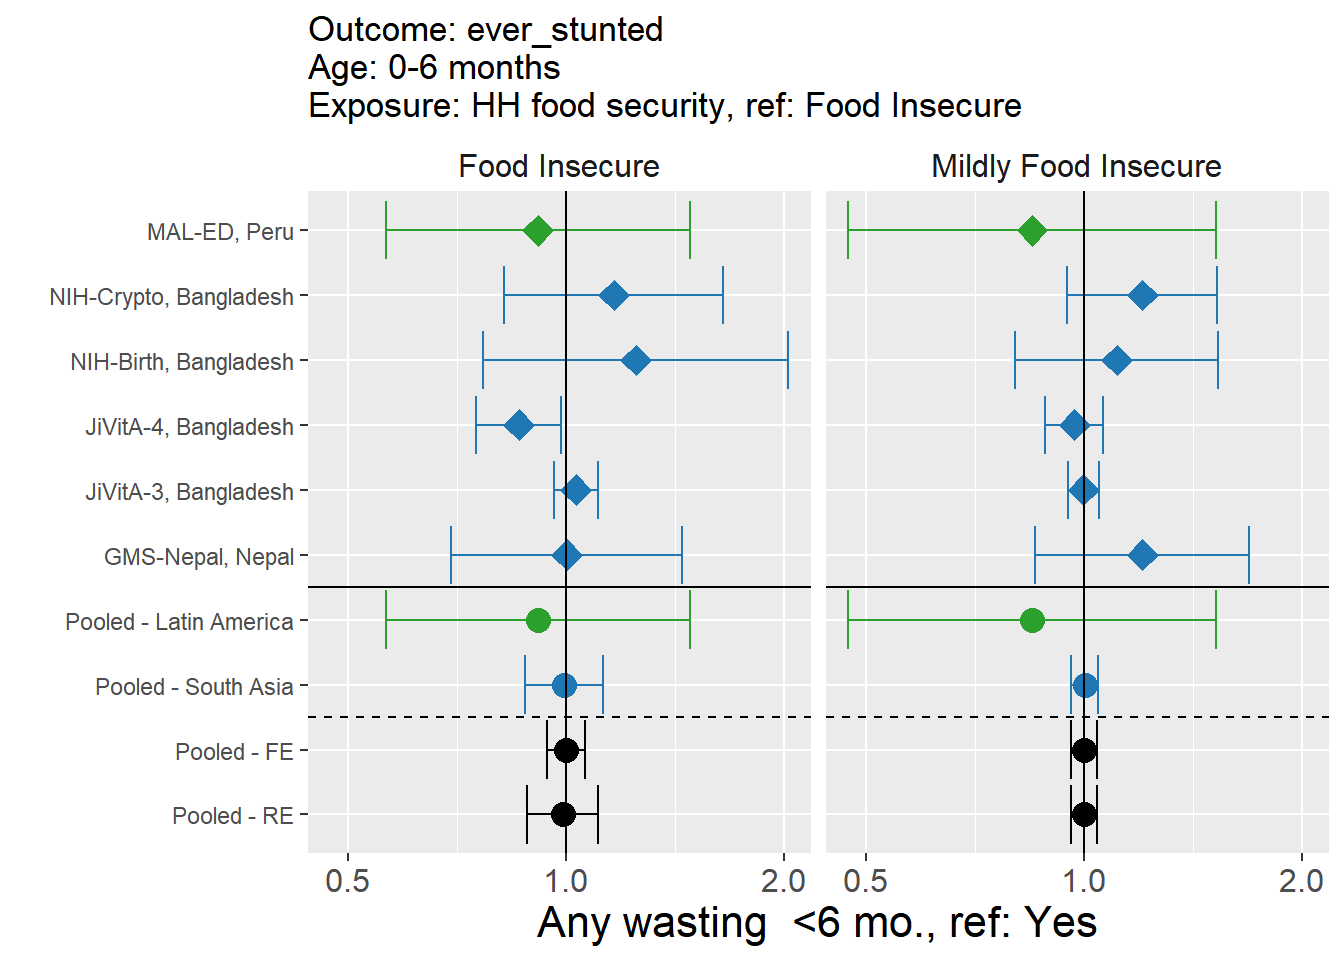 Outcome: ever_stunted
Age: 0-6 months
Exposure: HH food security, ref: Food Insecure
Food Insecure
Mildly Food Insecure
MAL-ED, Peru
NIH-Crypto, Bangladesh
NIH-Birth, Bangladesh
JiVitA-4, Bangladesh
JiVitA-3, Bangladesh
GMS-Nepal, Nepal
Pooled - Latin America
Pooled - South Asia
Pooled - FE
Pooled - RE
0.5 1.0 2.0 0.5 1.0 2.0
Any wasting  <6 mo., ref: Yes